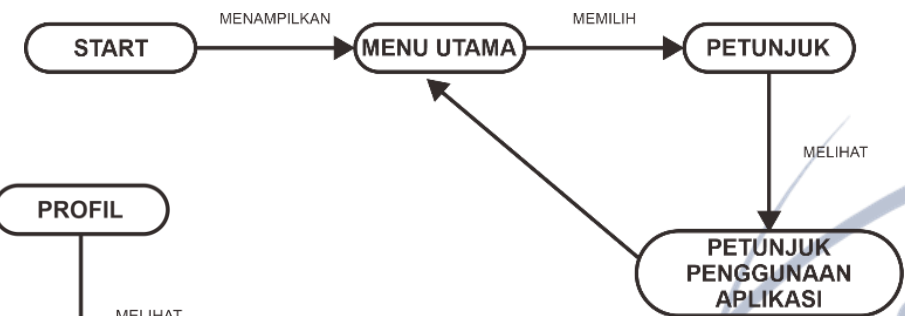 MENAMPILKAN
MEMILIH
START
MENU UTAMA
PETUNJUK
MELIHAT
PROFIL
PETUNJUK
PENGGUNAAN
APLIKASI
MELIHAT